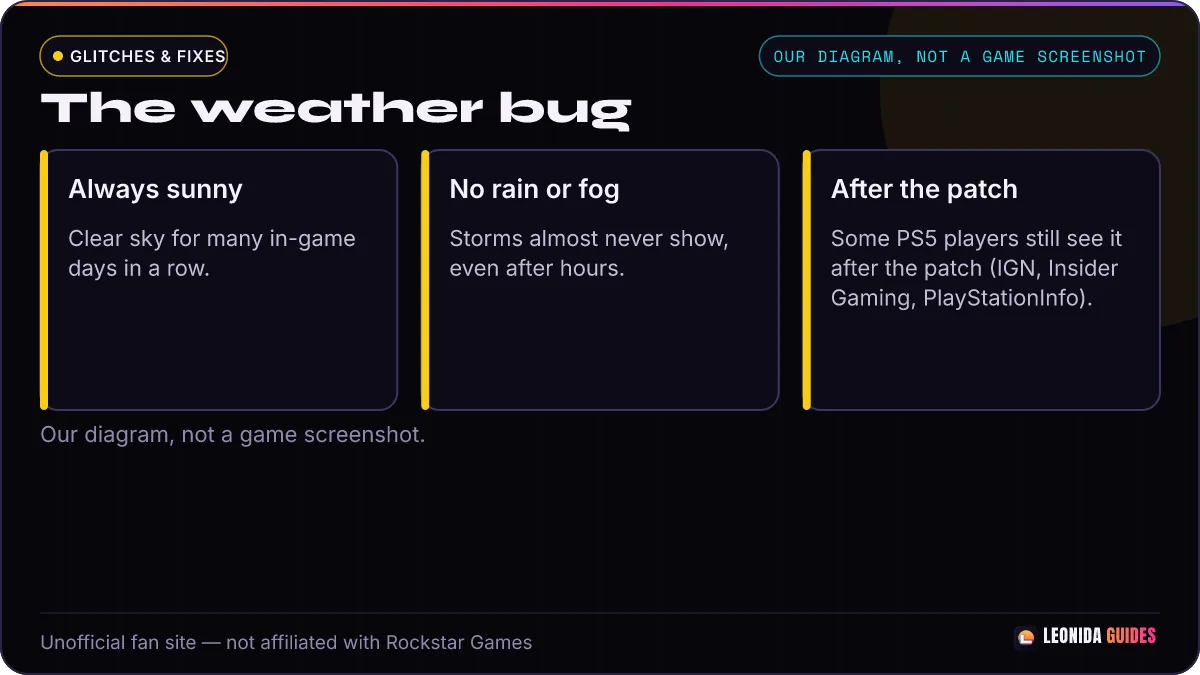 GLITCHES & FIXES
OUR DIAGRAM, NOT A GAME SCREENSHOT
The weather bug
Always sunny
Clear sky for many in-game
days in a row.
No rain or fog
Storms almost never show,
even after hours.
After the patch
Some PS5 players still see it
after the patch (IGN, Insider
Gaming, PlayStationInfo).
Our diagram, not a game screenshot.
Unofficial fan site — not affiliated with Rockstar Games
LEONIDA GUIDES